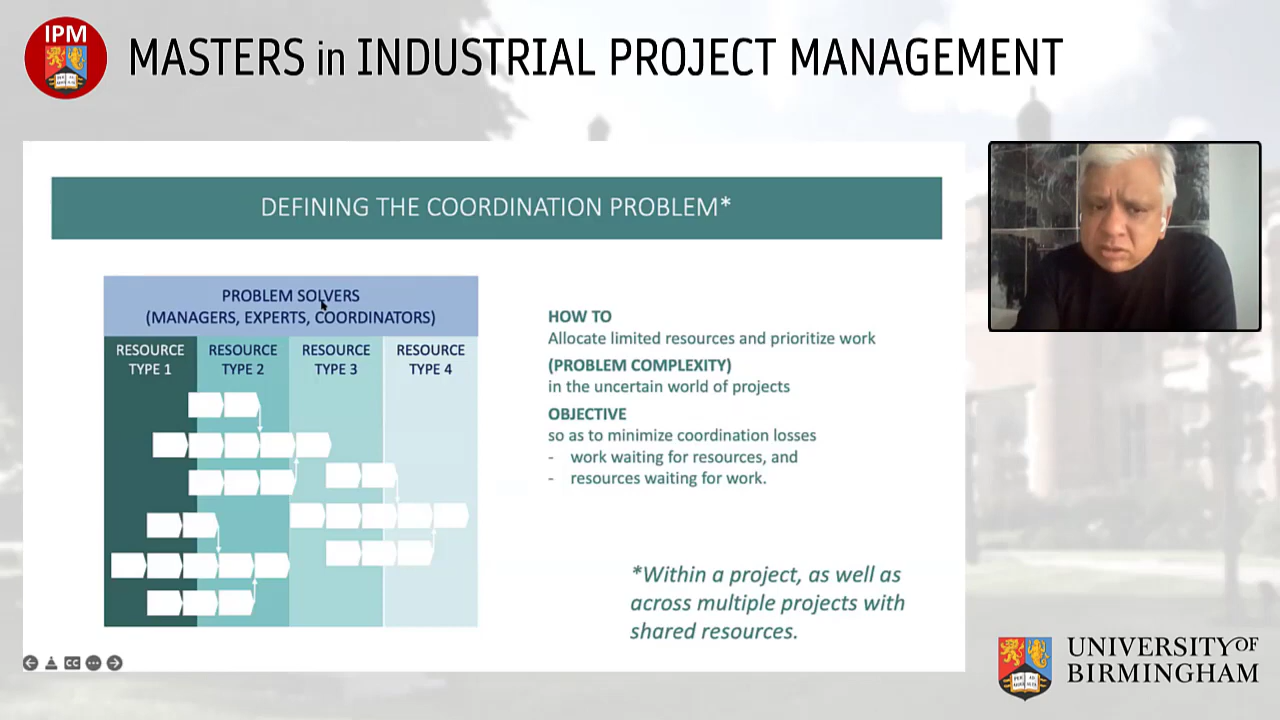 IPM
MASTERS in INDUSTRIAL PROJECT MANAGEMENT
DEFINING THE COORDINATION PROBLEM*
PROBLEM SOLVERS
(MANAGERS, EXPERTS, COORDINATORS)
RESOURCE TYPE 1
RESOURCE TYPE 2
RESOURCE TYPE 3
RESOURCE TYPE 4
HOW TO
Allocate limited resources and prioritize work
(PROBLEM COMPLEXITY)
in the uncertain world of projects
OBJECTIVE
so as to minimize coordination losses
- work waiting for resources, and
- resources waiting for work.
*Within a project, as well as
across multiple projects with
shared resources.
CC
UNIVERSITY OF
BIRMINGHAM